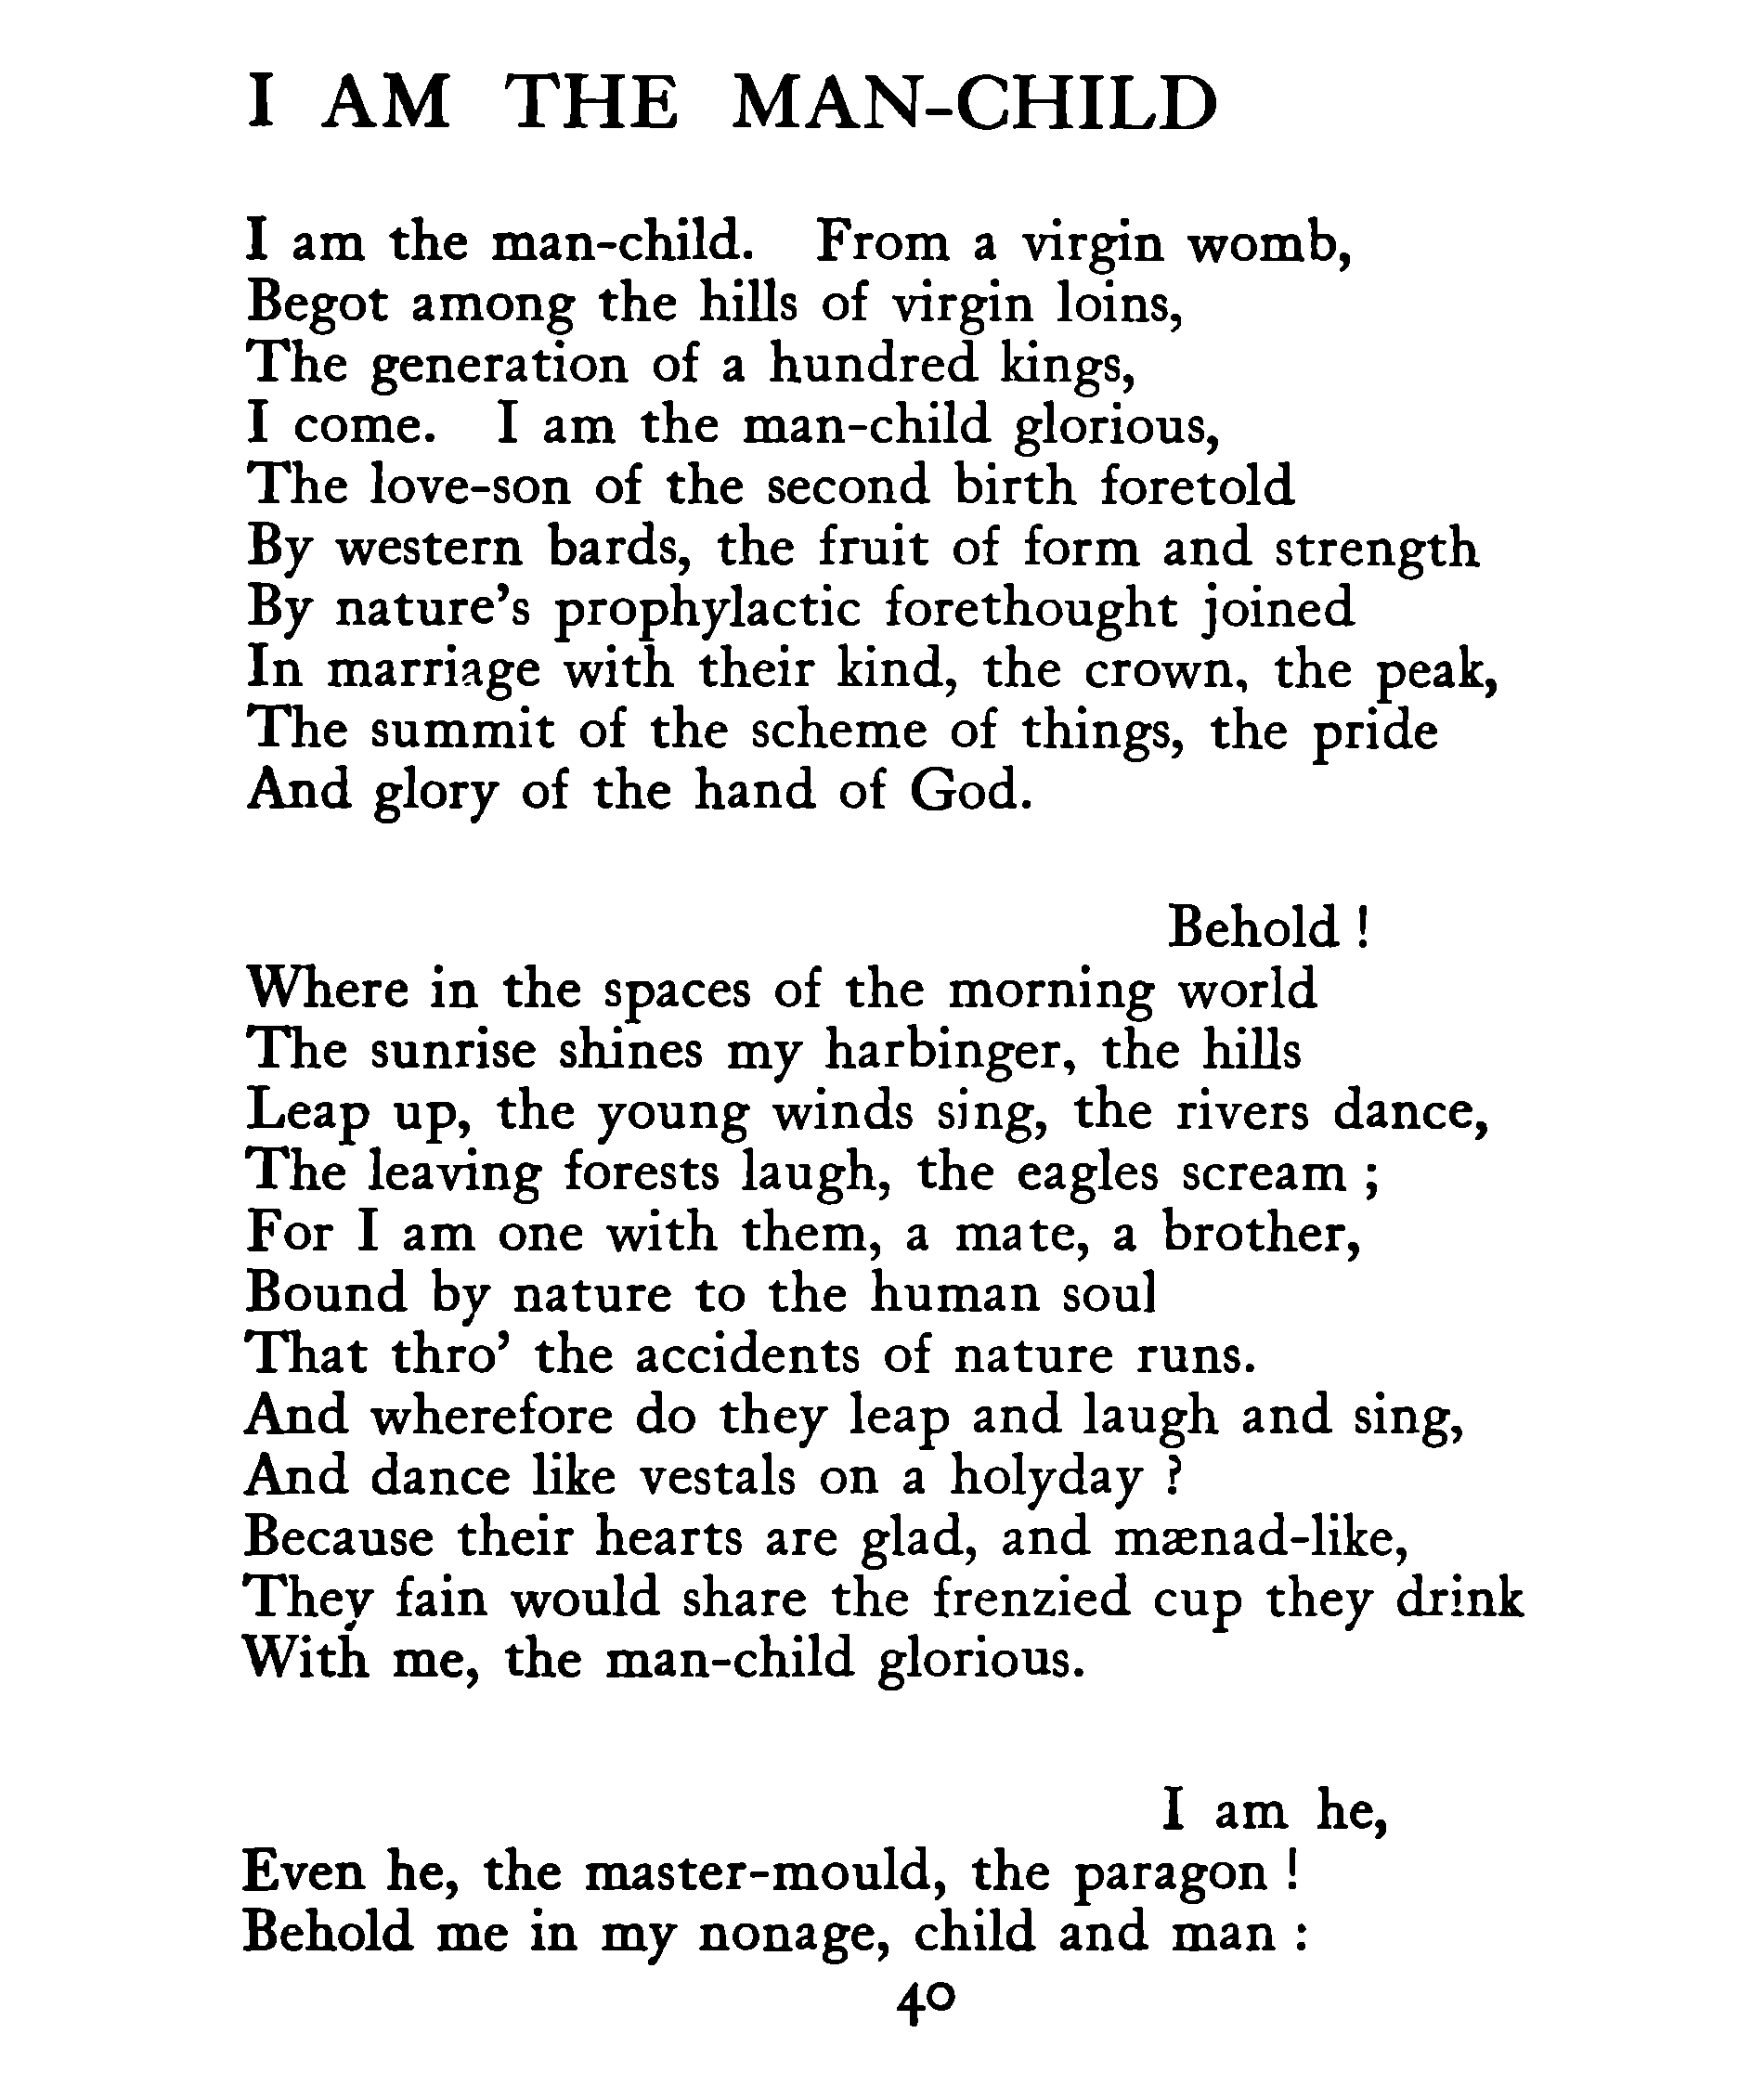 I AM THE MAN-CHILD
I am the man-child. From a virgin womb,
Begot among the hills of virgin loins,
The generation of a hundred kings,
I come. I am the man-child glorious,
The love-son of the second birth foretold
By western bards, the fruit of form and strength
By nature's prophylactic forethought joined
In marriage with their kind, the crown, the peak,
The summit of the scheme of things, the pride
And glory of the hand of God.
Behold !
Where in the spaces of the morning world
The sunrise shines my harbinger, the hills
Leap up, the young winds sing, the rivers dance,
The leaving forests laugh, the eagles scream ;
For I am one with them, a mate, a brother,
Bound by nature to the human soul
That thro' the accidents of nature runs.
And wherefore do they leap and laugh and sing,
And dance like vestals on a holyday ?
Because their hearts are glad, and mænad-like,
They fain would share the frenzied cup they drink
With me, the man-child glorious.
I am he,
Even he, the master-mould, the paragon !
Behold me in my nonage, child and man :
40